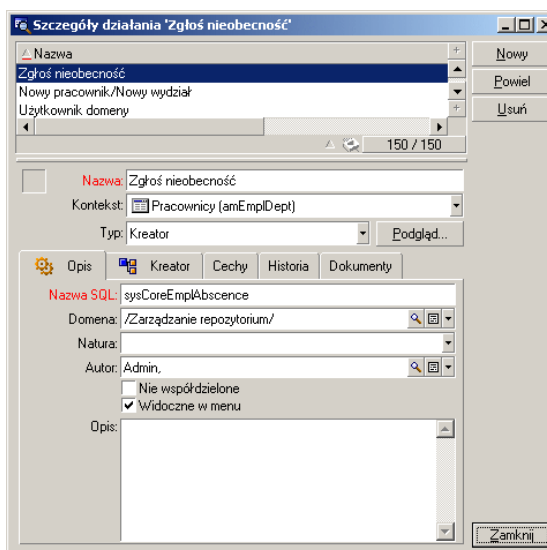 Szczegóły działania 'Zgłoś nieobecność'
Nazwa
Zgłoś nieobecność
Nowy pracownik/Nowy wydział
Użytkownik domeny
150 / 150
Nowy
Powiel
Usuń
Nazwa: Zgłoś nieobecność
Kontekst: Pracownicy (amEmplDept)
Typ: Kreator
Podgląd...
Opis Kreator Cechy Historia Dokumenty
Nazwa SQL: sysCoreEmplAbscence
Domena: /Zarządzanie repozytorium/
Natura:
Autor: Admin,
Nie współdzielone
Widoczne w menu
Opis:
Zamknij